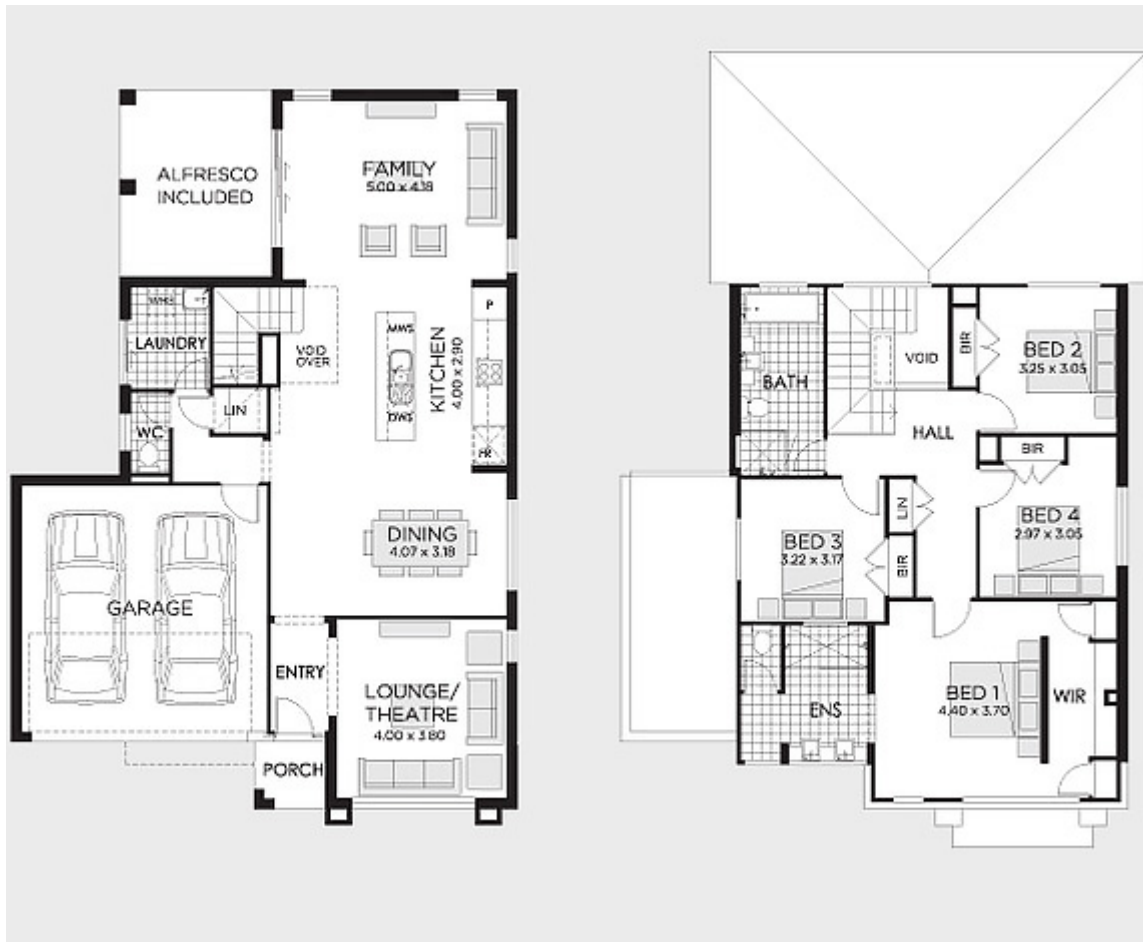 ALFRESCO
INCLUDED
FAMILY
5.00 x 4.18
LAUNDRY
VOID
OVER
MWS
P
KITCHEN
4.00 x 2.90
DWS
FR
LIN
WC
DINING
4.07 x 3.18
GARAGE
ENTRY
LOUNGE/
THEATRE
4.00 x 3.80
PORCH
BATH
VOID
BIR
BED 2
3.25 x 3.05
HALL
BIR
LIN
BED 4
2.97 x 3.05
BED 3
3.22 x 3.17
BIR
BED 1
4.40 x 3.70
WIR
ENS